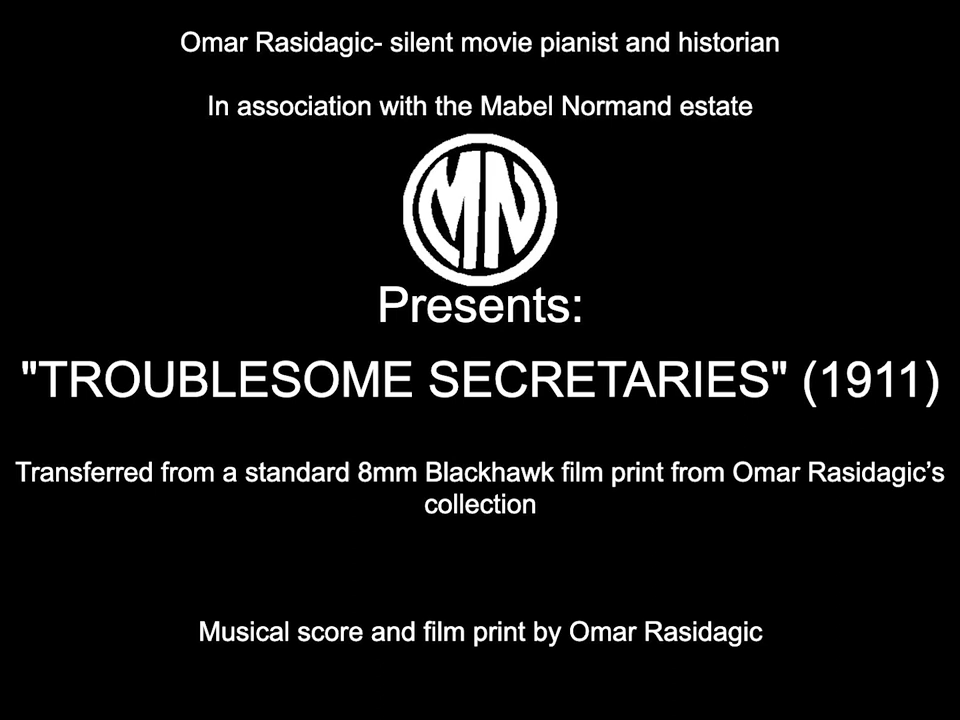 Omar Rasidagic- silent movie pianist and historian
In association with the Mabel Normand estate
MN
Presents:
"TROUBLESOME SECRETARIES" (1911)
Transferred from a standard 8mm Blackhawk film print from Omar Rasidagic’s
collection
Musical score and film print by Omar Rasidagic